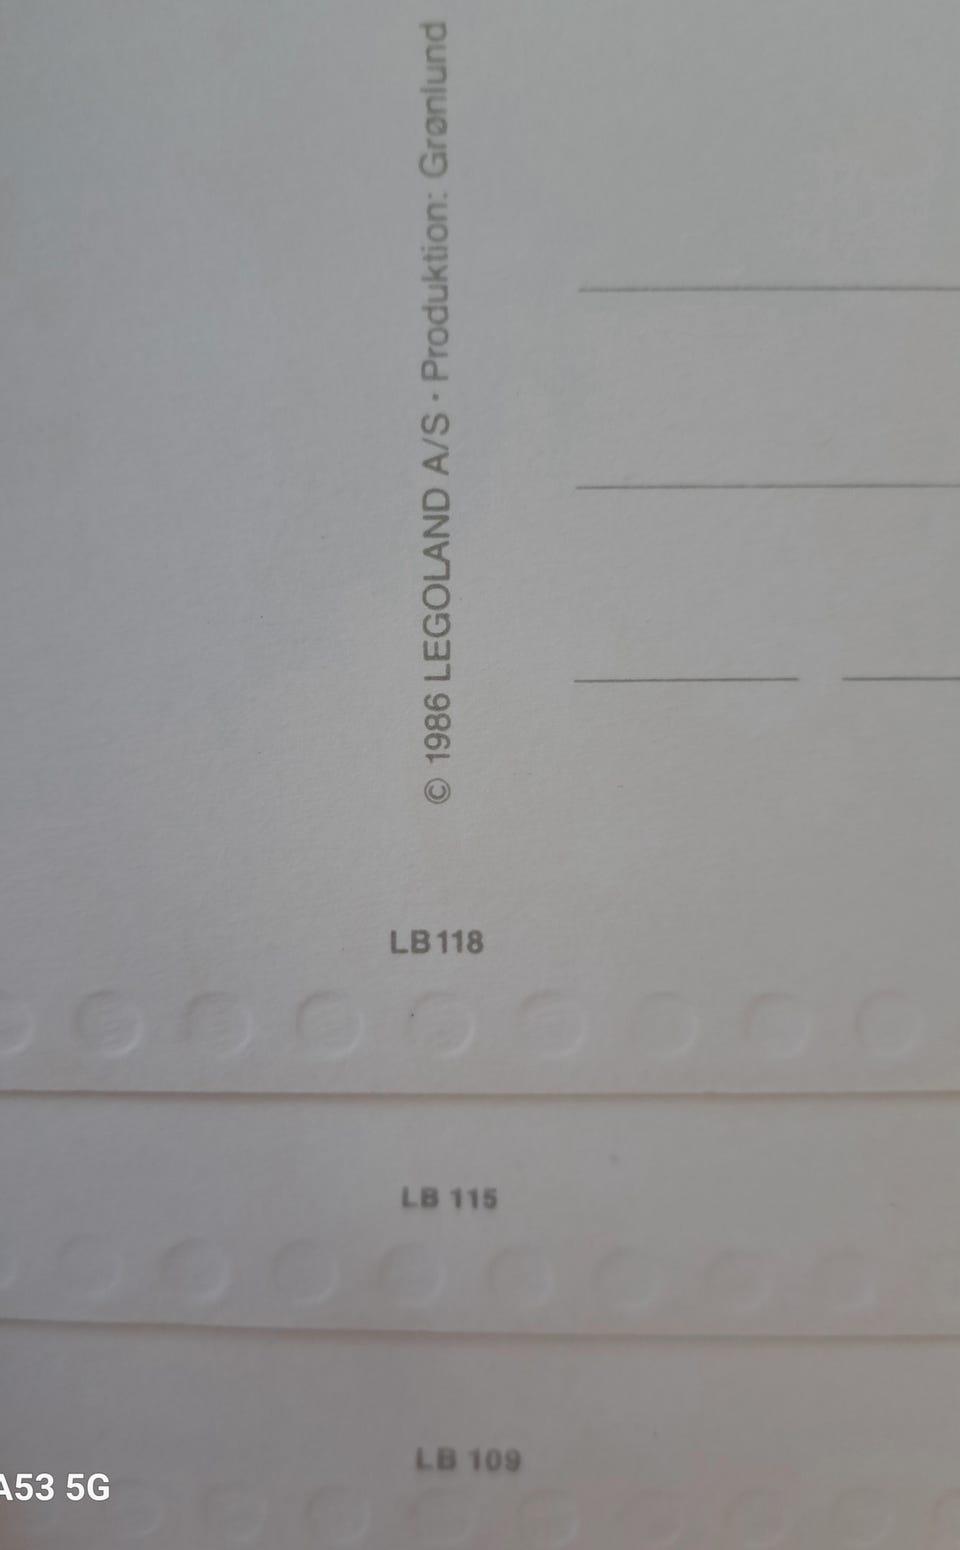 © 1986 LEGOLAND A/S · Produktion: Grønlund
LB 118
LB 115
LB 109
A53 5G